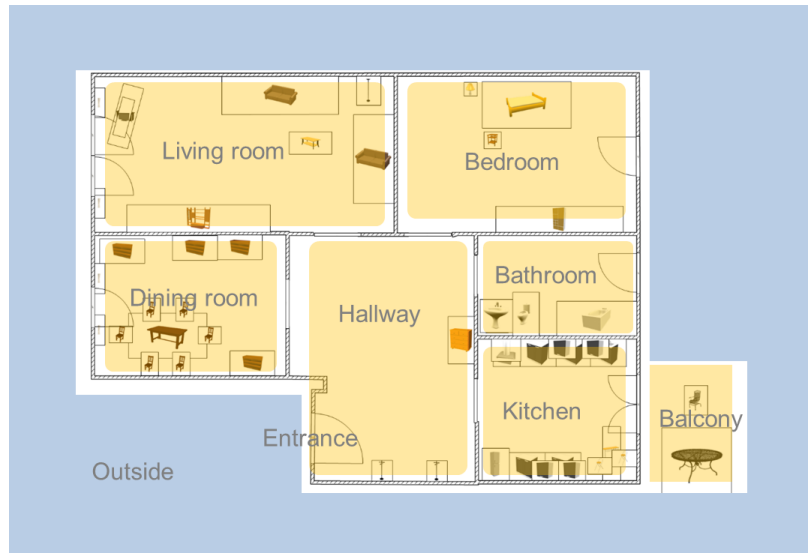 Living room
Bedroom
Dining room
Hallway
Bathroom
Kitchen
Balcony
Entrance
Outside